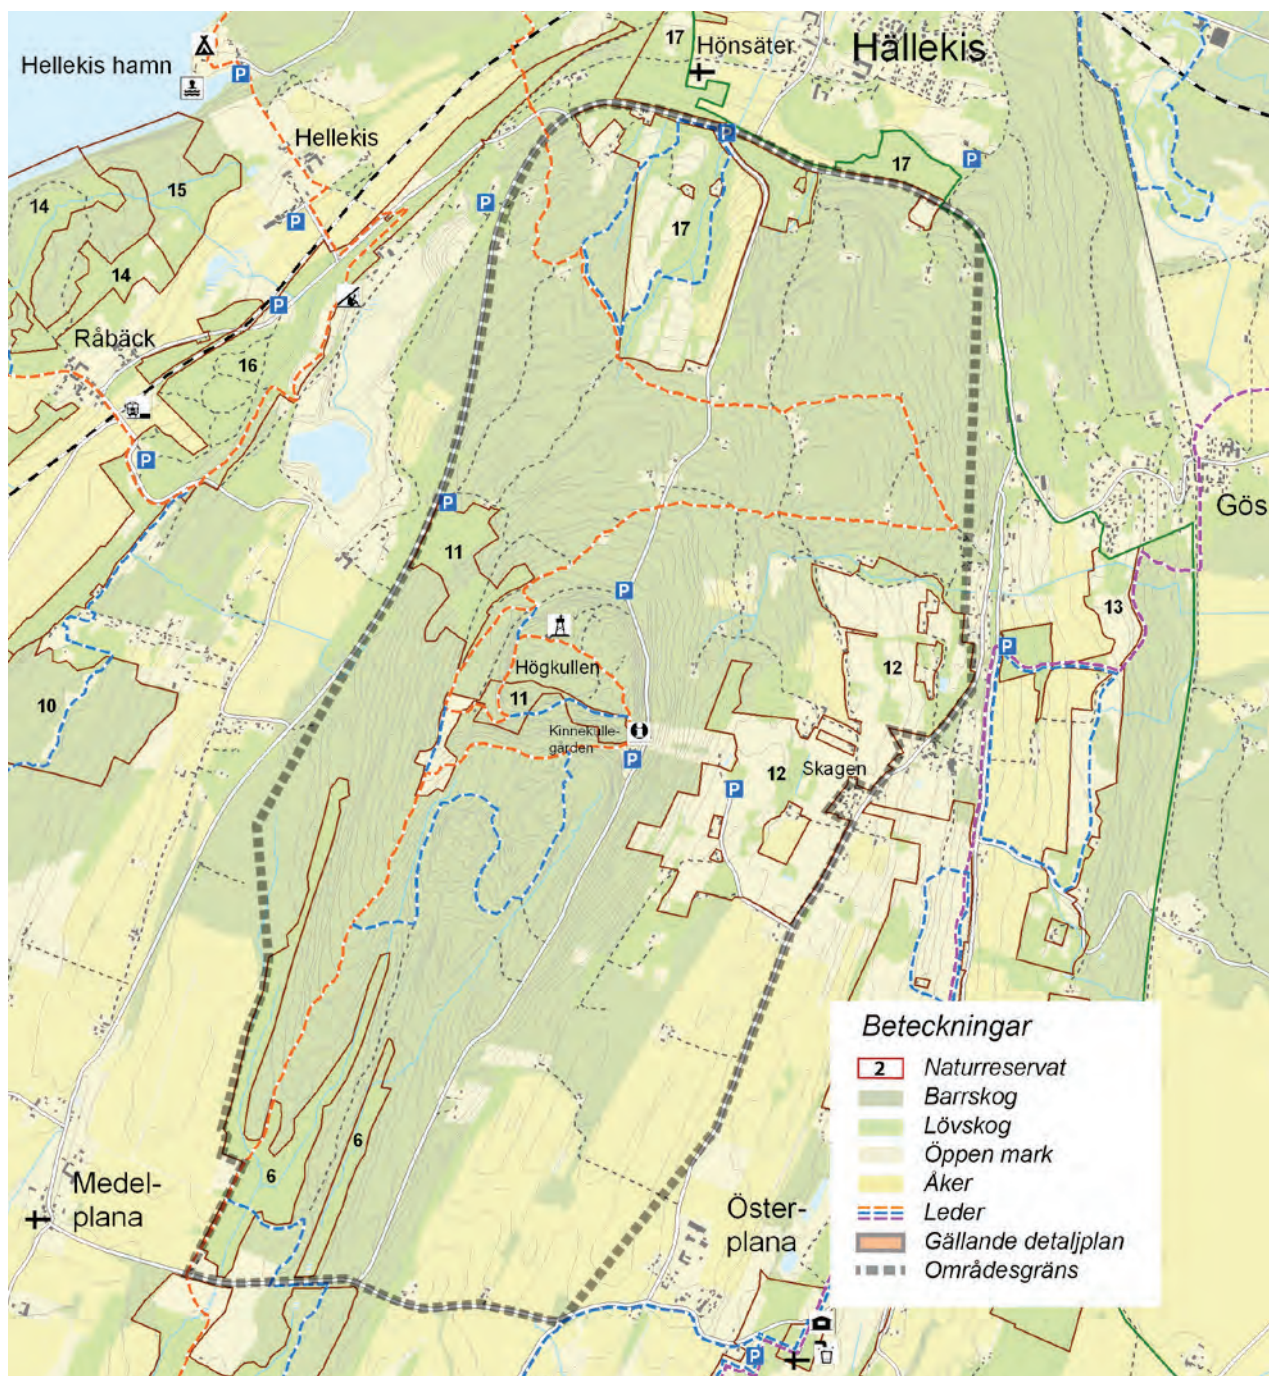 Hellekis hamn
P
17
Hönsäter
Hällekis
P
Hellekis
17
P
15
14
P
P
17
P
14
P
Råbäck
16
P
P
Gös
11
P
13
P
12
Högkullen
11
10
Kinnekulle-
gården
P
12
Skagen
P
6
6
Medel-
plana
Öster-
plana
P
Beteckningar
2 Naturreservat
Barrskog
Lövskog
Öppen mark
Åker
Leder
Gällande detaljplan
Områdesgräns